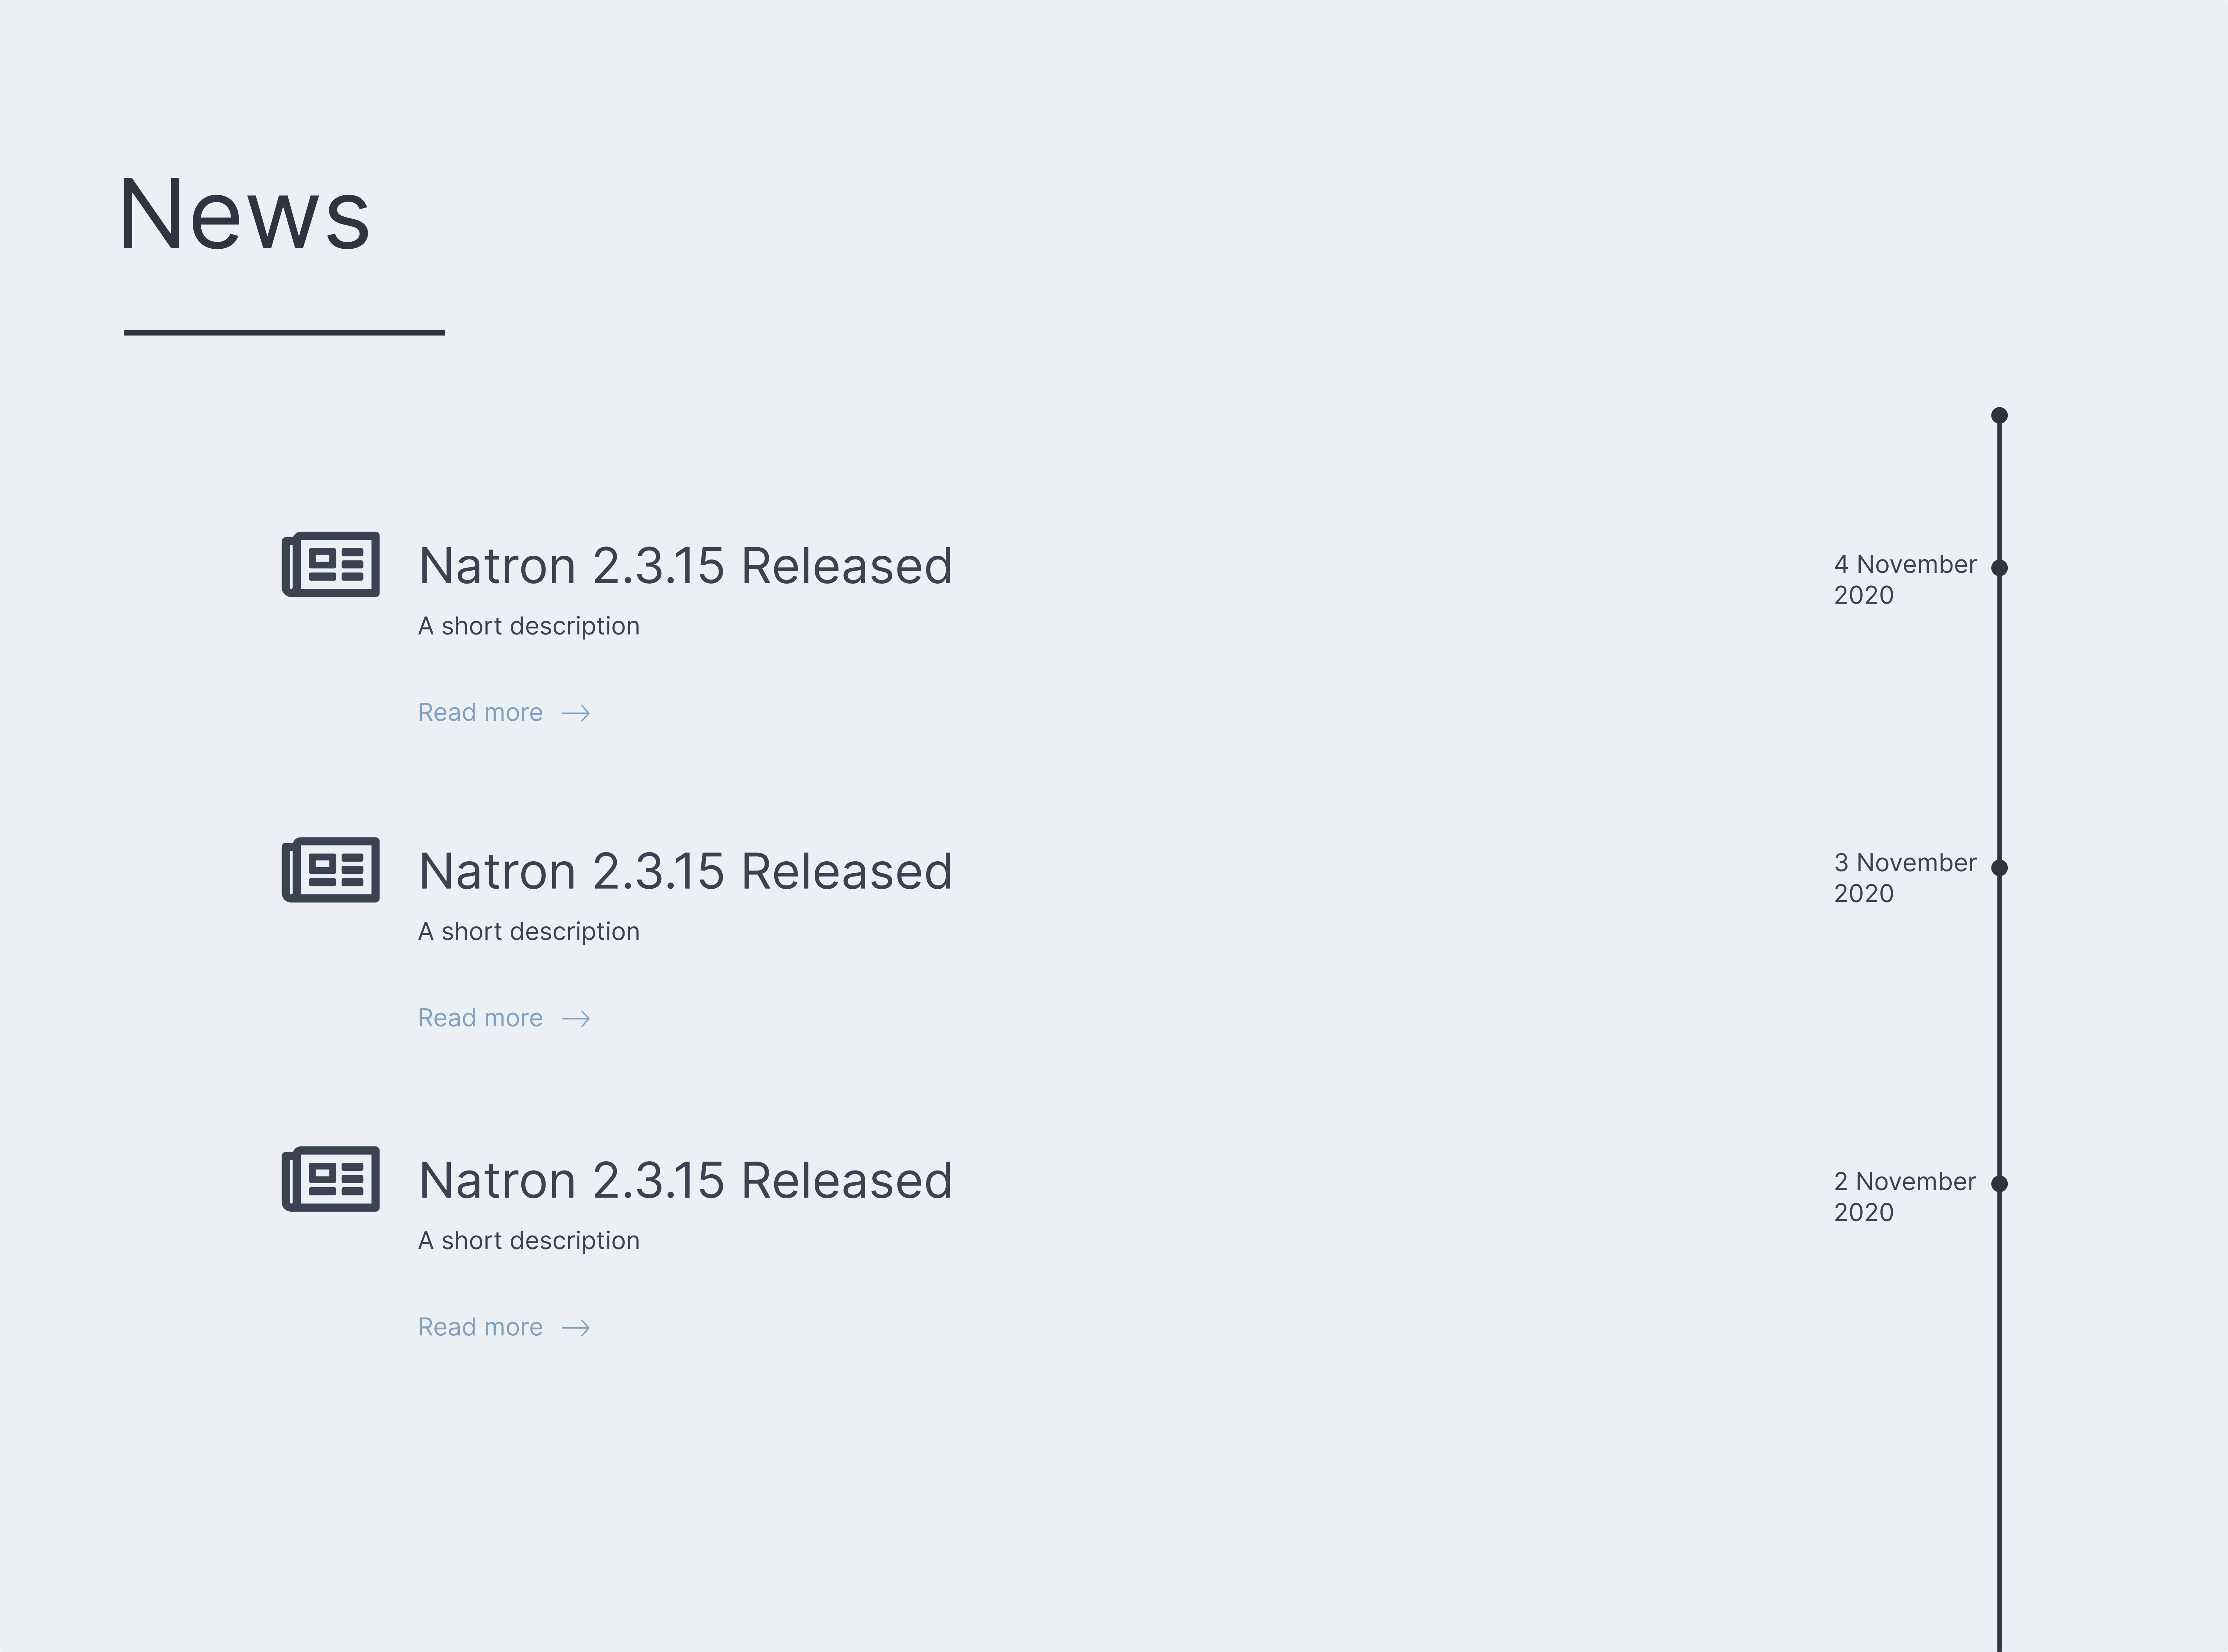 News
Natron 2.3.15 Released
A short description
Read more
4 November
2020
Natron 2.3.15 Released
A short description
Read more
3 November
2020
Natron 2.3.15 Released
A short description
Read more
2 November
2020